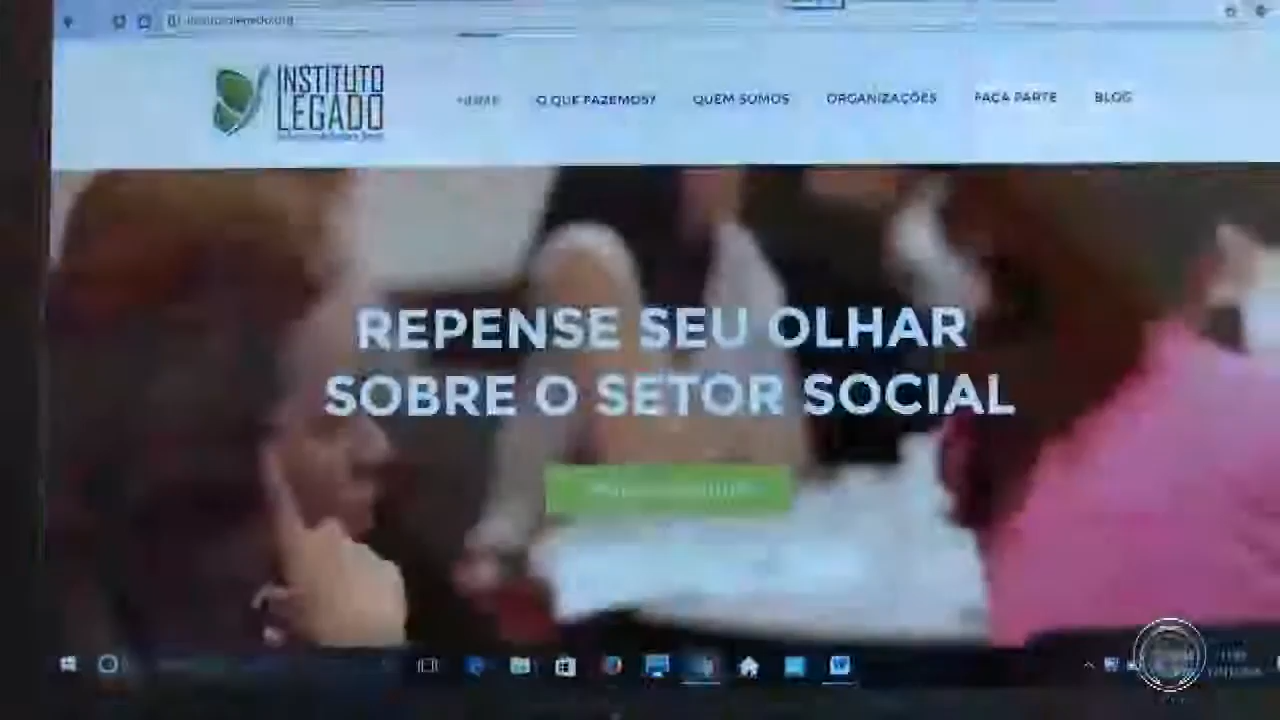 INSTITUTO
LEGADO
HOME O QUE FAZEMOS? QUEM SOMOS ORGANIZAÇÕES FAÇA PARTE BLOG
REPENSE SEU OLHAR
SOBRE O SETOR SOCIAL